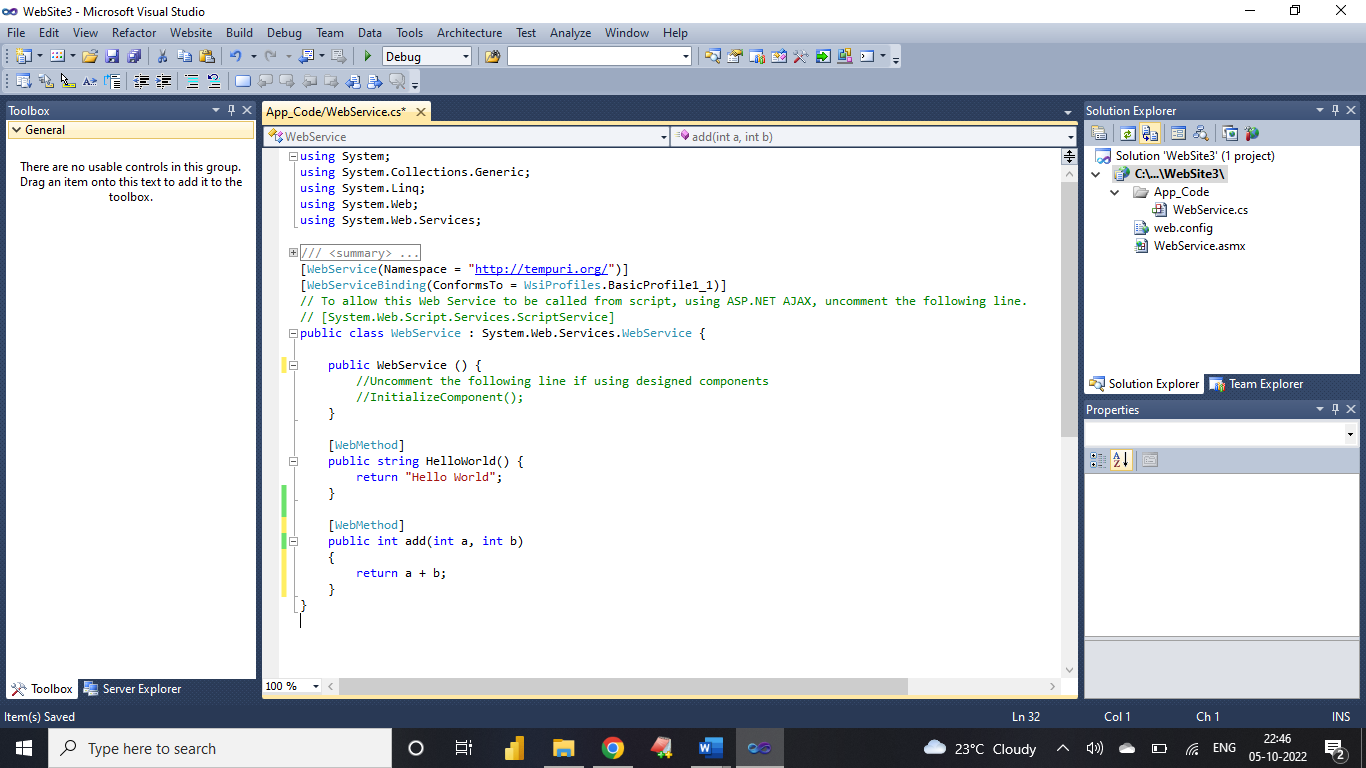 WebSite3 - Microsoft Visual Studio
File Edit View Refactor Website Build Debug Team Data Tools Architecture Test Analyze Window Help
Debug
Toolbox
General
There are no usable controls in this group.
Drag an item onto this text to add it to the
toolbox.
Toolbox Server Explorer
App_Code/WebService.cs*
WebService add(int a, int b)
using System;
using System.Collections.Generic;
using System.Linq;
using System.Web;
using System.Web.Services;
/// <summary> ...
[WebService(Namespace = "http://tempuri.org/")]
[WebServiceBinding(ConformsTo = WsiProfiles.BasicProfile1_1)]
// To allow this Web Service to be called from script, using ASP.NET AJAX, uncomment the following line.
// [System.Web.Script.Services.ScriptService]
public class WebService : System.Web.Services.WebService {
public WebService () {
//Uncomment the following line if using designed components
//InitializeComponent();
}
[WebMethod]
public string HelloWorld() {
return "Hello World";
}
[WebMethod]
public int add(int a, int b)
{
return a + b;
}
}
100 %
Solution Explorer
Solution 'WebSite3' (1 project)
C:\...\WebSite3\
App_Code
WebService.cs
web.config
WebService.asmx
Solution Explorer Team Explorer
Properties
A
Z
Item(s) Saved Ln 32 Col 1 Ch 1 INS
Type here to search
23°C Cloudy ENG
22:46
05-10-2022
2